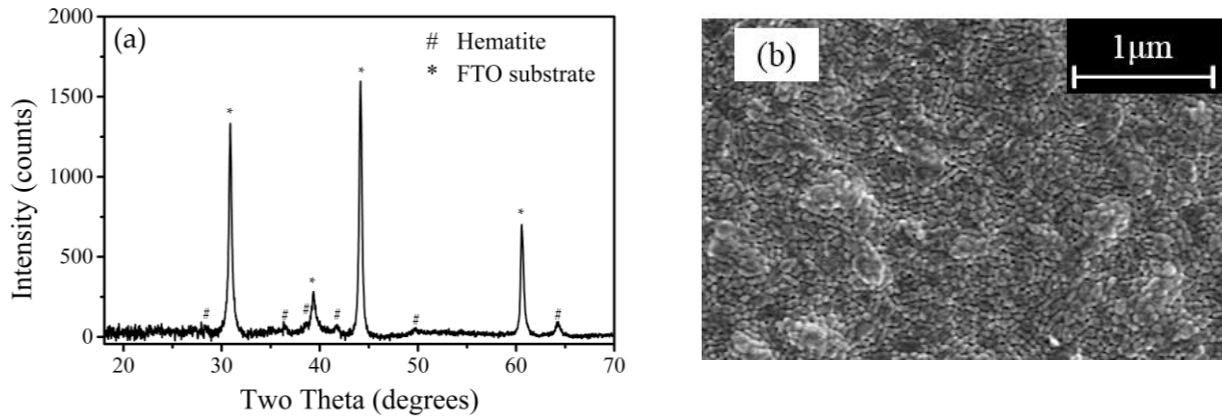 (a)
# Hematite
* FTO substrate
2000
1500
1000
500
0
Intensity (counts)
* 
*
*
*
# # # # # #
20 30 40 50 60 70
Two Theta (degrees)
(b)
1μm